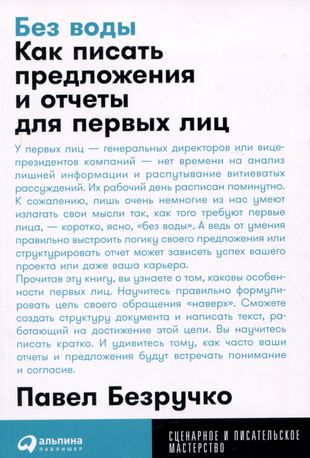 Без воды
Как писать
предложения
и отчеты
для первых лиц
У первых лиц — генеральных директоров или вице-
президентов компаний — нет времени на анализ
лишней информации и распутывание витиеватых
рассуждений. Их рабочий день расписан поминутно.
К сожалению, лишь очень немногие из нас умеют
излагать свои мысли так, как того требуют первые
лица, — коротко, ясно, «без воды». А ведь от умения
правильно выстроить логику своего предложения или
структурировать отчет может зависеть успех вашего
проекта или даже ваша карьера.
Прочитав эту книгу, вы узнаете о том, каковы особен-
ности первых лиц. Научитесь правильно формули-
ровать цель своего обращения «наверх». Сможете
создать структуру документа и написать текст, ра-
ботающий на достижение этой цели. Вы научитесь
писать кратко. И удивитесь тому, как часто ваши
отчеты и предложения будут встречать понимание
и согласие.
Павел Безручко
альпина
ПАБЛИШЕР
СЦЕНАРНОЕ И ПИСАТЕЛЬСКОЕ
МАСТЕРСТВО